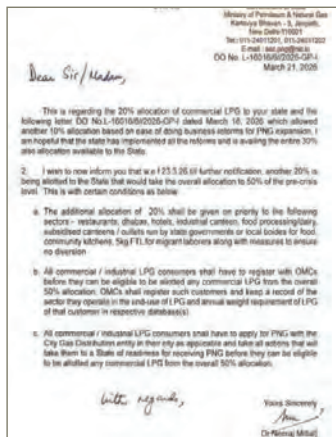 Ministry of Petroleum & Natural Gas
Kartavya Bhavan - 3, Janpath,
New Delhi-110001
Tel.: 011-24011201, 011-24011202
E-mail : sec.png@nic.in
DO No. L-16016/6/2026-GP-I
March 21, 2026
Dear Sir/Madam,
This is regarding the 20% allocation of commercial LPG to your state and the
following letter DO No.L-16016/6/2026-GP-I dated March 18, 2026 which allowed
another 10% allocation based on ease of doing business reforms for PNG expansion. I
am hopeful that the state has implemented all the reforms and is availing the entire 30%
allocation available to the State.
2. I wish to now inform you that w.e.f 23.3.26 till further notification, another 20% is
being allotted to the State that would take the overall allocation to 50% of the pre-crisis
level. This is with certain conditions as below
a. The additional allocation of 20% shall be given on priority to the following
sectors - restaurants, dhabas, hotels, industrial canteen, food processing/dairy,
subsidised canteens / outlets run by state governments or local bodies for food,
community kitchens, 5kg FTL for migrant laborers along with measures to ensure
no diversion
b. All commercial / industrial LPG consumers shall have to register with OMCs
before they can be eligible to be allotted any commercial LPG from the overall
50% allocation. OMCs shall register such customers and keep a record of the
sector they operate in the end-use of LPG and annual weight requirement of LPG
of that customer in respective database(s)
c. All commercial / industrial LPG consumers shall have to apply for PNG with the
City Gas Distribution entity in their city as applicable and take all actions that will
take them to a State of readiness for receiving PNG before they can be eligible
to be allotted any commercial LPG from the overall 50% allocation.
with regards,
Yours Sincerely
Dr Neeraj Mittal